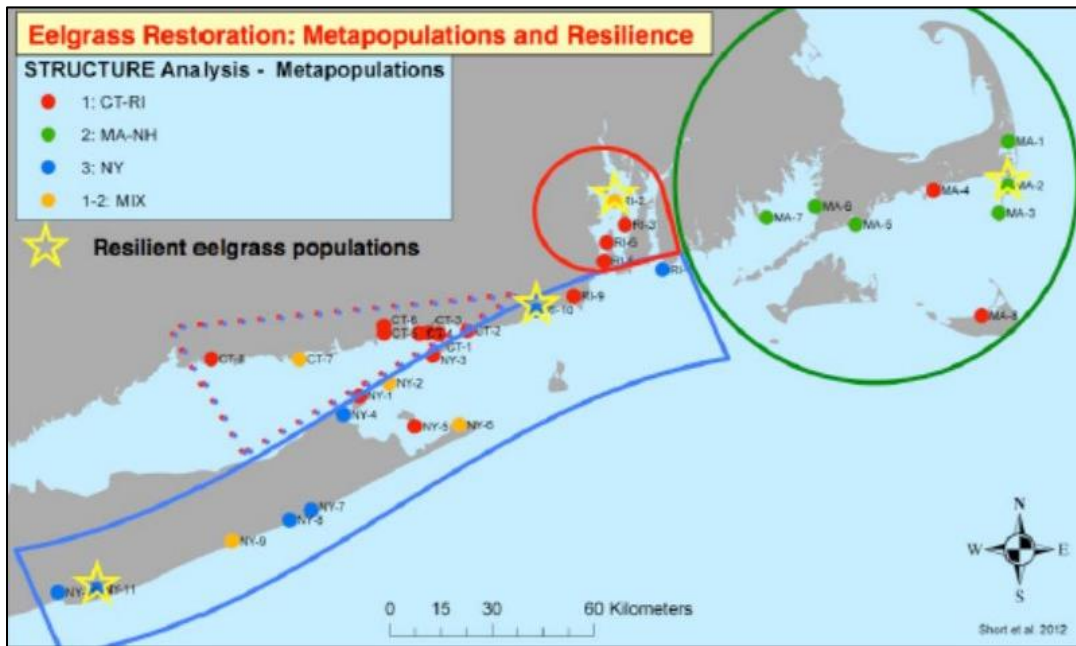 Eelgrass Restoration: Metapopulations and Resilience
STRUCTURE Analysis - Metapopulations
1: CT-RI
2: MA-NH
3: NY
1-2: MIX
Resilient eelgrass populations
MA-1
MA-2
MA-3
MA-4
MA-5
MA-6
MA-7
MA-8
RI-3
RI-6
RI-9
CT-6
CT-3
CT-2
CT-1
NY-3
CT-8
CT-7
NY-2
NY-1
NY-4
NY-5
NY-6
NY-7
NY-8
NY-9
NY-11
N
W
E
S
0 15 30 60 Kilometers
Short et al. 2012